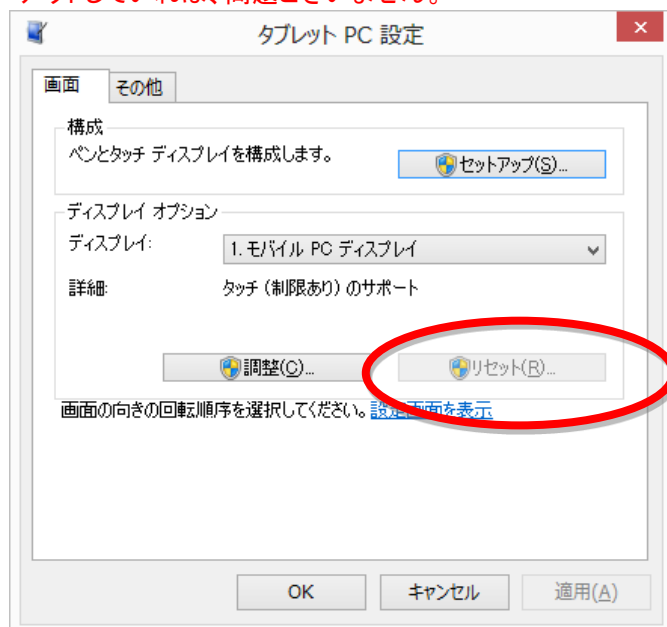 タブレット PC 設定
画面 その他
構成
ペンとタッチ ディスプレイを構成します。
セットアップ(S)...
ディスプレイ オプション
ディスプレイ:
1. モバイル PC ディスプレイ
詳細:
タッチ (制限あり) のサポート
調整(C)...
リセット(R)...
画面の向きの回転順序を選択してください。設定画面を表示
OK キャンセル 適用(A)